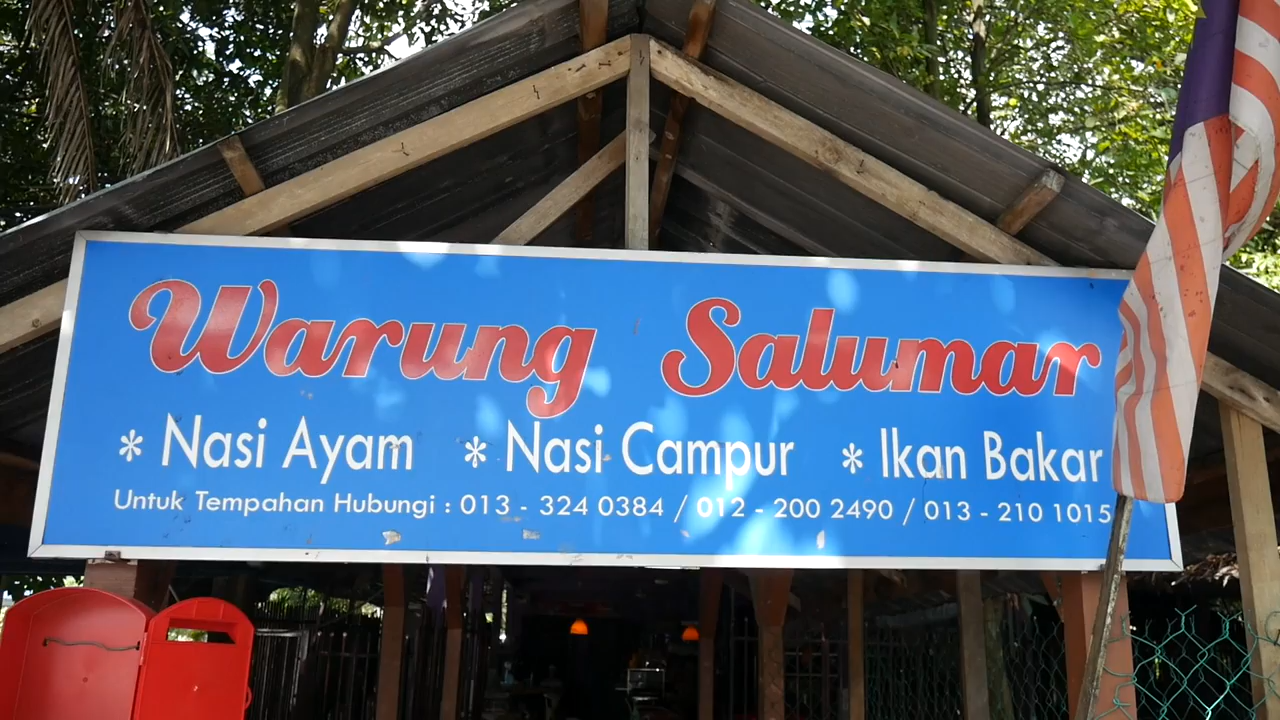 Warung Salumar
* Nasi Ayam * Nasi Campur * Ikan Bakar
Untuk Tempahan Hubungi : 013 - 324 0384 / 012 - 200 2490 / 013 - 210 1015